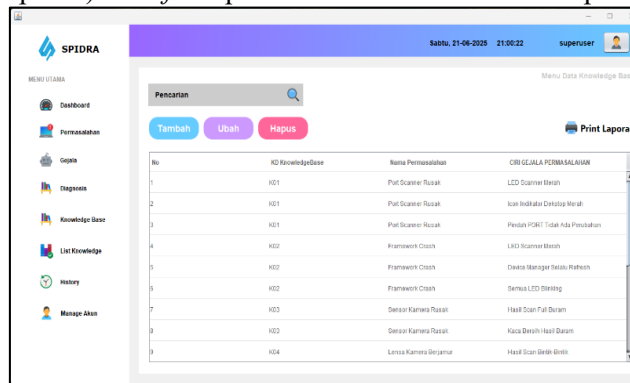 SPIDRA
Sabtu, 21-06-2025 21:00:22 superuser
MENU UTAMA
Menu Data Knowledge Bas
Dashboard
Permasalahan
Gejala
Diagnosis
Knowledge Base
List Knowledge
History
Manage Akun
Pencarian
Tambah Ubah Hapus Print Lapora
No KD KnowledgeBase Nama Permasalahan CIRI GEJALA PERMASALAHAN
1 K01 Port Scanner Rusak LED Scanner Merah
2 K01 Port Scanner Rusak Icon Indikator Dekstop Merah
3 K01 Port Scanner Rusak Pindah PORT Tidak Ada Perubahan
4 K02 Framework Crash LED Scanner Merah
5 K02 Framework Crash Device Manager Selalu Refresh
6 K02 Framework Crash Semua LED Blinking
7 K03 Sensor Kamera Rusak Hasil Scan Full Buram
8 K03 Sensor Kamera Rusak Kaca Bersih Hasil Buram
9 K04 Lensa Kamera Berjamur Hasil Scan Bintik-Bintik